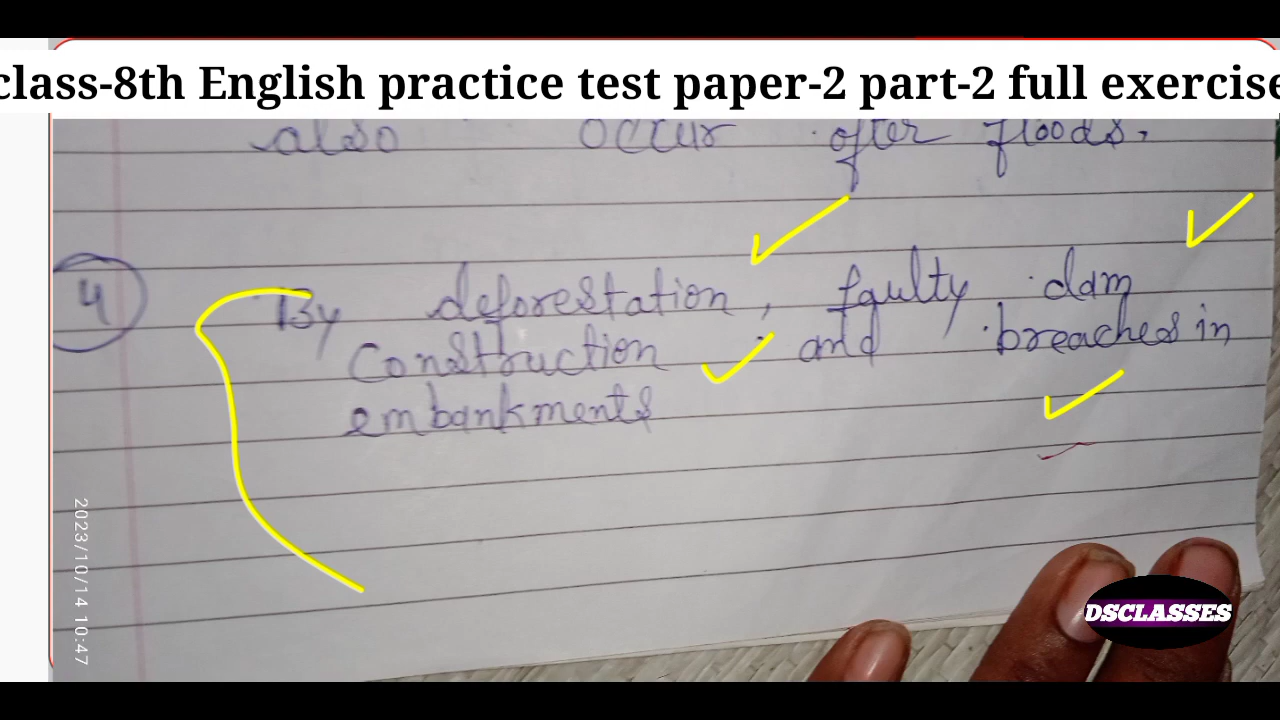 class-8th English practice test paper-2 part-2 full exercise
also occur after floods.
4
By deforestation, faulty dam
Construction and breaches in
embankments
2023/10/14 10:47
DSCLASSES